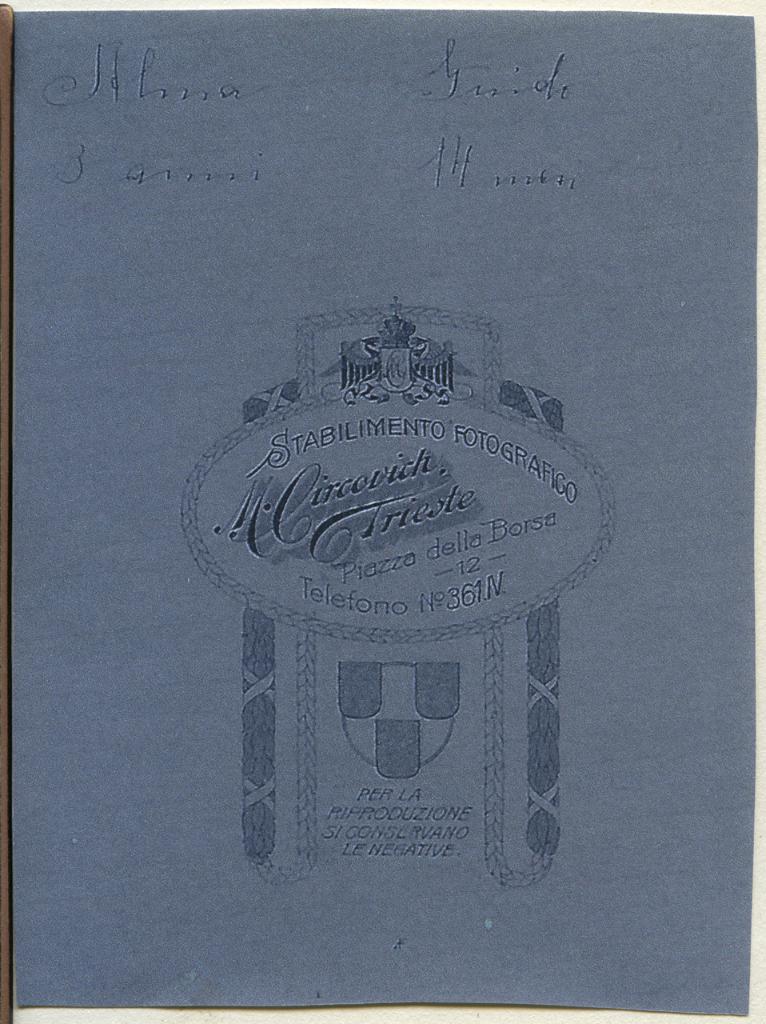 Alma Guido
3 anni 14 mesi
STABILIMENTO FOTOGRAFICO
M. Circovich.
Trieste
Piazza della Borsa
- 12 -
Telefono Nº 361.IV.
PER LA
RIPRODUZIONE
SI CONSERVANO
LE NEGATIVE.